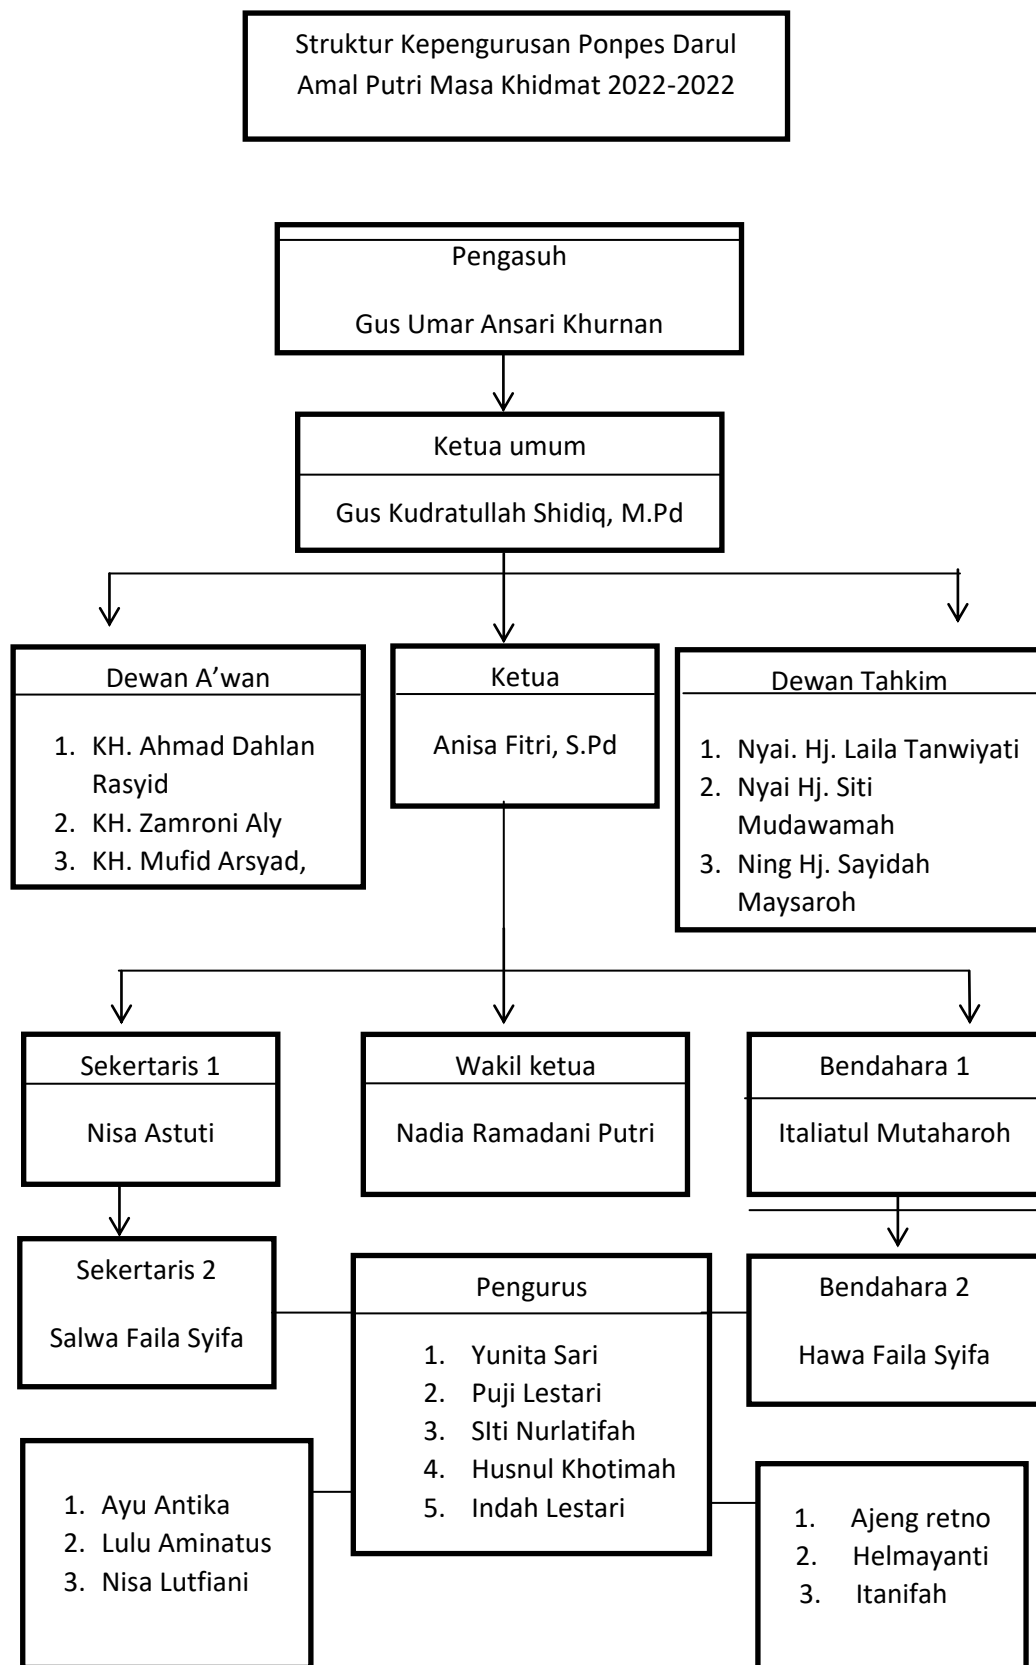 Struktur Kepengurusan Ponpes Darul
Amal Putri Masa Khidmat 2022-2022
Pengasuh
Gus Umar Ansari Khurnan
Ketua umum
Gus Kudratullah Shidiq, M.Pd
Dewan A’wan
1. KH. Ahmad Dahlan
Rasyid
2. KH. Zamroni Aly
3. KH. Mufid Arsyad,
Ketua
Anisa Fitri, S.Pd
Dewan Tahkim
1. Nyai. Hj. Laila Tanwiyati
2. Nyai Hj. Siti
Mudawamah
3. Ning Hj. Sayidah
Maysaroh
Sekertaris 1
Nisa Astuti
Wakil ketua
Nadia Ramadani Putri
Bendahara 1
Italiatul Mutaharoh
Sekertaris 2
Salwa Faila Syifa
Pengurus
1. Yunita Sari
2. Puji Lestari
3. SIti Nurlatifah
4. Husnul Khotimah
5. Indah Lestari
Bendahara 2
Hawa Faila Syifa
1. Ayu Antika
2. Lulu Aminatus
3. Nisa Lutfiani
1. Ajeng retno
2. Helmayanti
3. Itanifah